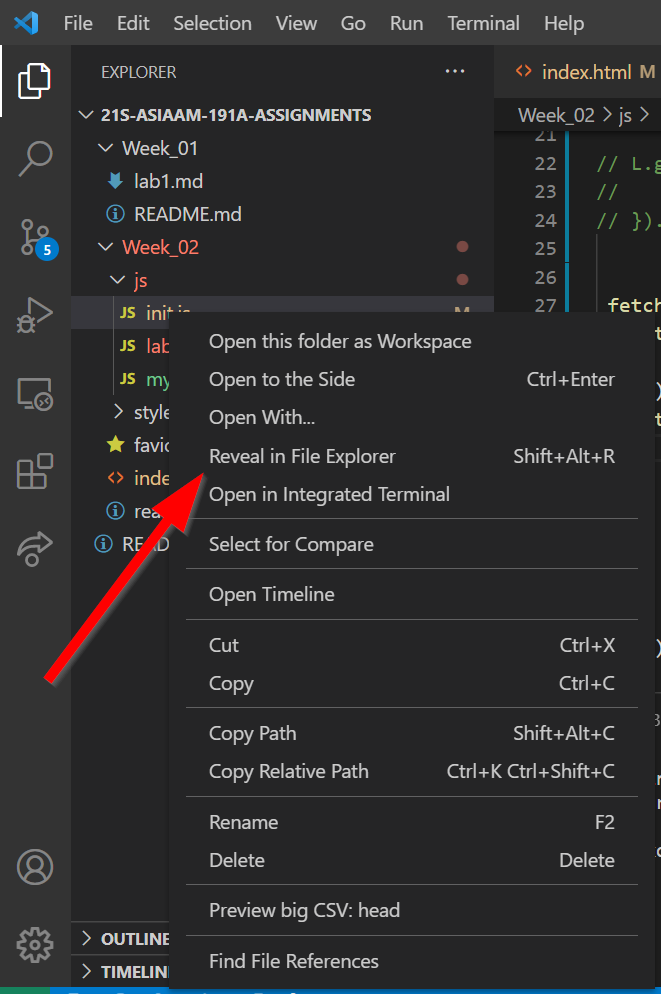 File Edit Selection View Go Run Terminal Help
EXPLORER ...
index.html M
21S-ASIAAM-191A-ASSIGNMENTS
Week_02 > js >
Week_01
lab1.md
README.md
Week_02
js
JS init.js M
JS lab
JS my
style
favic
inde
rea
READ
5
21
22 // L.g
23 //
24 // }).
25
26
27 fetch
Open this folder as Workspace
Open to the Side Ctrl+Enter
Open With...
Reveal in File Explorer Shift+Alt+R
Open in Integrated Terminal
Select for Compare
Open Timeline
Cut Ctrl+X
Copy Ctrl+C
Copy Path Shift+Alt+C
Copy Relative Path Ctrl+K Ctrl+Shift+C
Rename F2
Delete Delete
Preview big CSV: head
Find File References
OUTLINE
TIMELIN